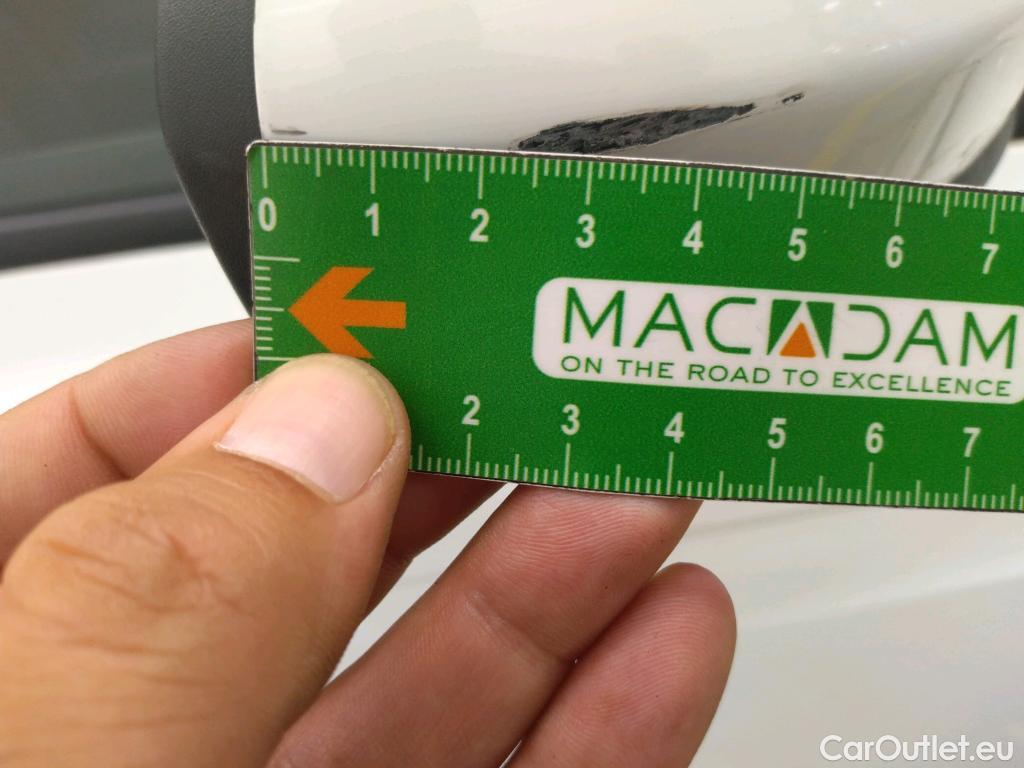 0 1 2 3 4 5 6 7
MACADAM
ON THE ROAD TO EXCELLENCE
2 3 4 5 6 7
CarOutlet.eu